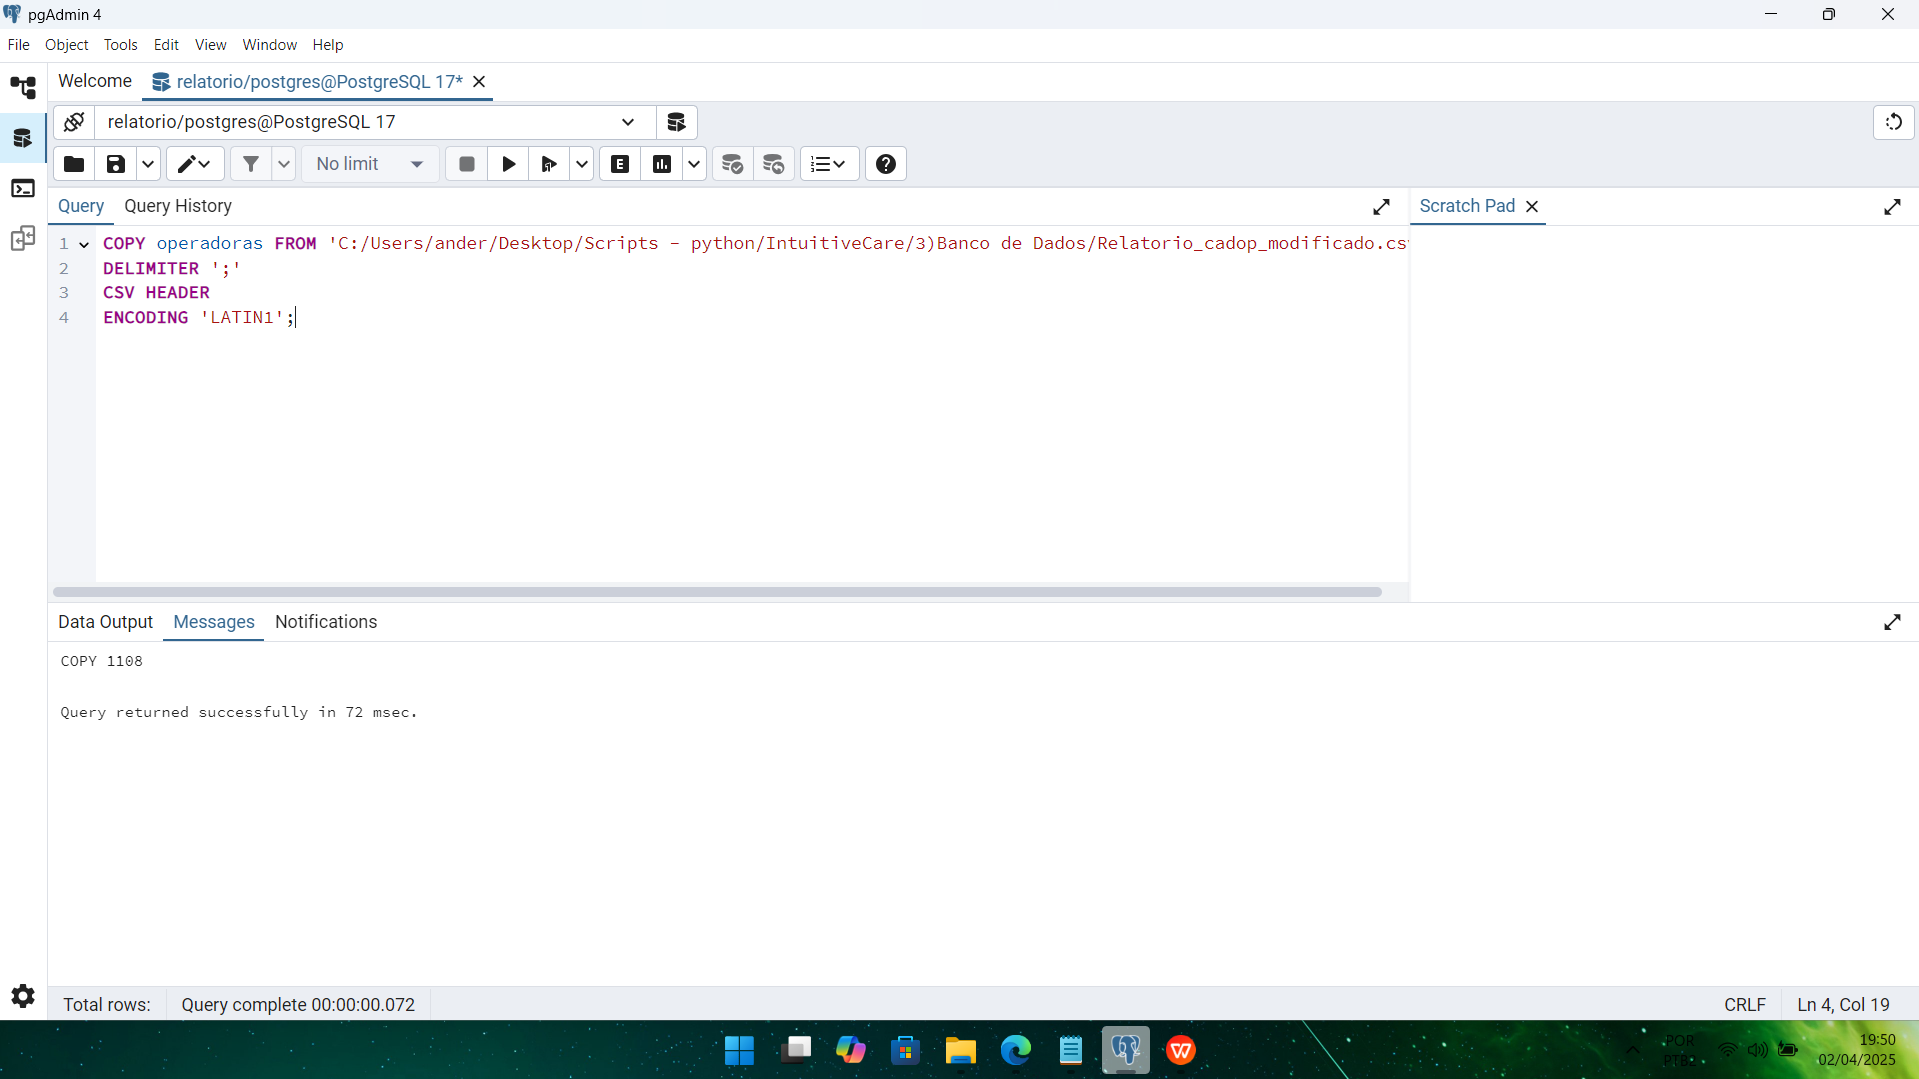 pgAdmin 4
File Object Tools Edit View Window Help
Welcome relatorio/postgres@PostgreSQL 17*
relatorio/postgres@PostgreSQL 17
No limit
E
Query Query History
Scratch Pad
1 COPY operadoras FROM 'C:/Users/ander/Desktop/Scripts - python/IntuitiveCare/3)Banco de Dados/Relatorio_cadop_modificado.csv
2 DELIMITER ';'
3 CSV HEADER
4 ENCODING 'LATIN1';
Data Output Messages Notifications
COPY 1108
Query returned successfully in 72 msec.
Total rows: Query complete 00:00:00.072
CRLF Ln 4, Col 19
POR
PTB2
19:50
02/04/2025